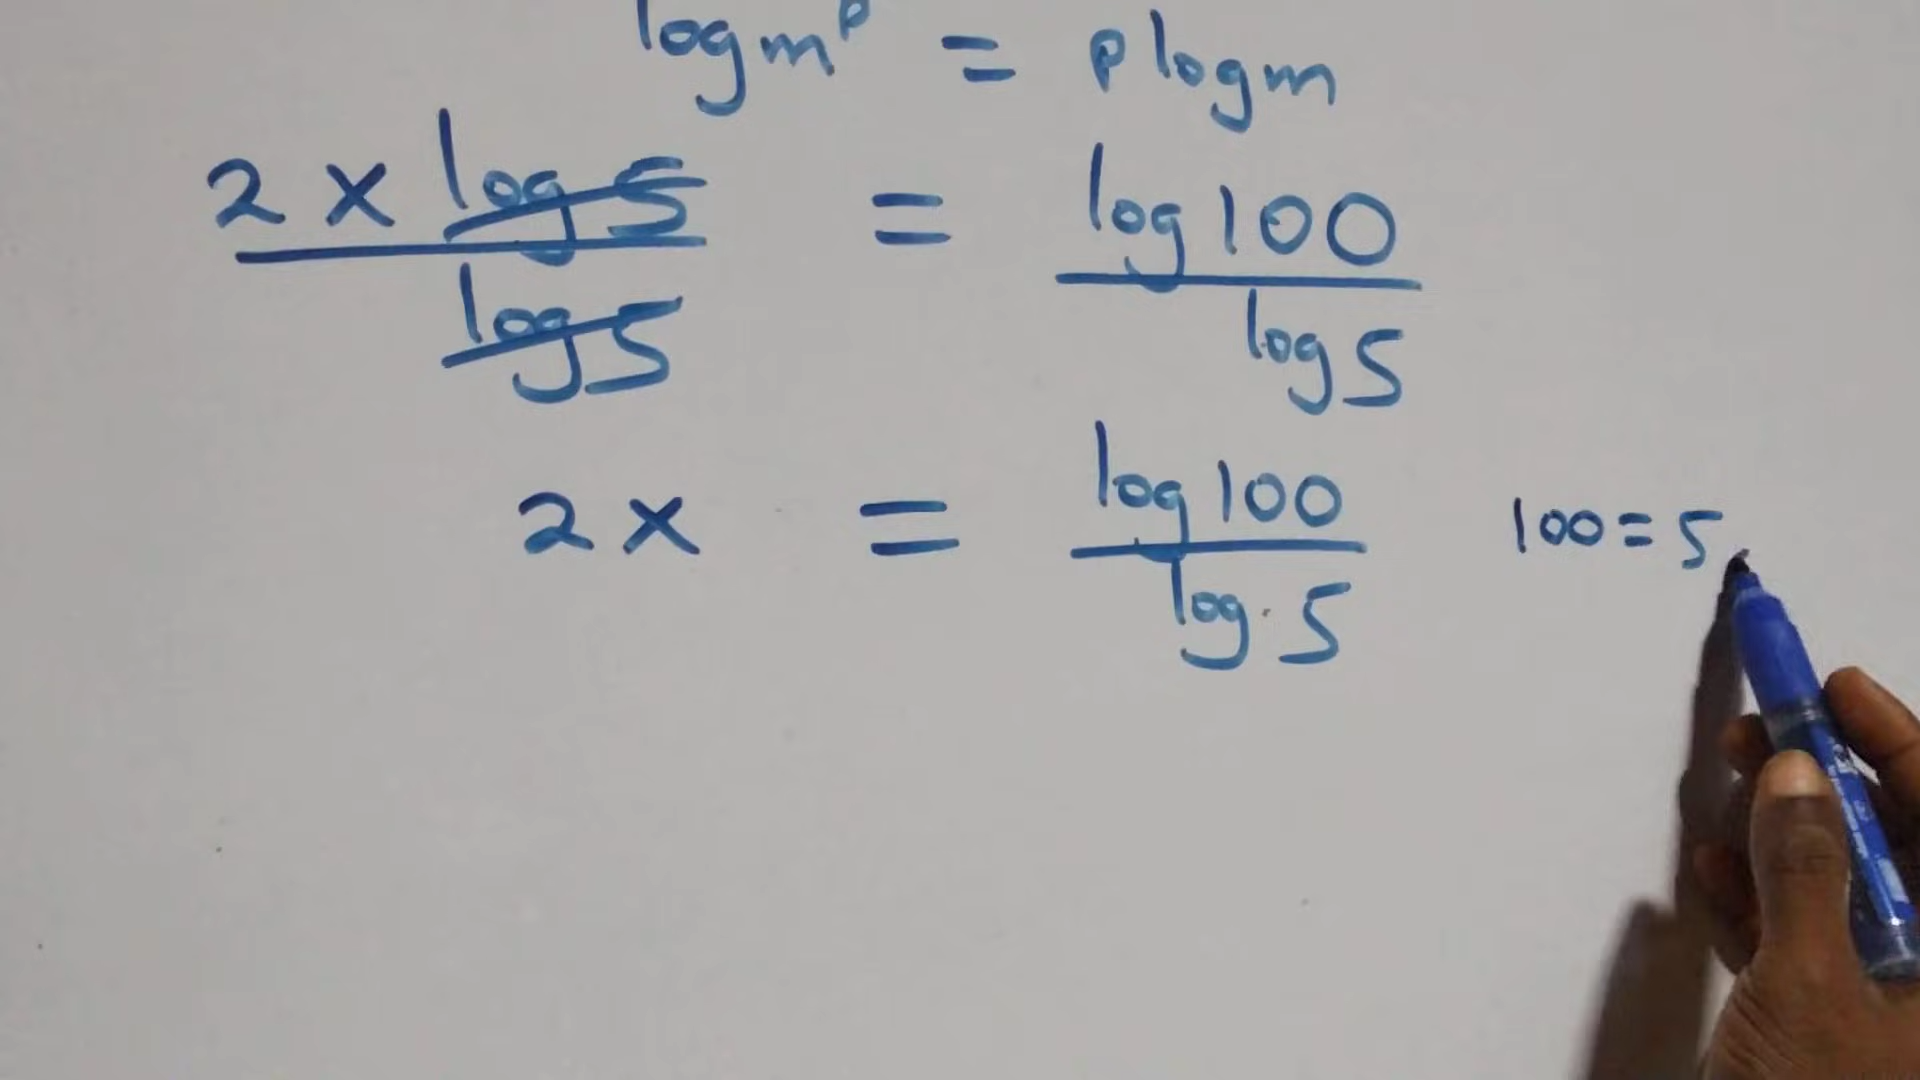 log m^p = p log m
2x log 5 = log 100
log 5 log 5
2x = log 100 100 = 5
log 5